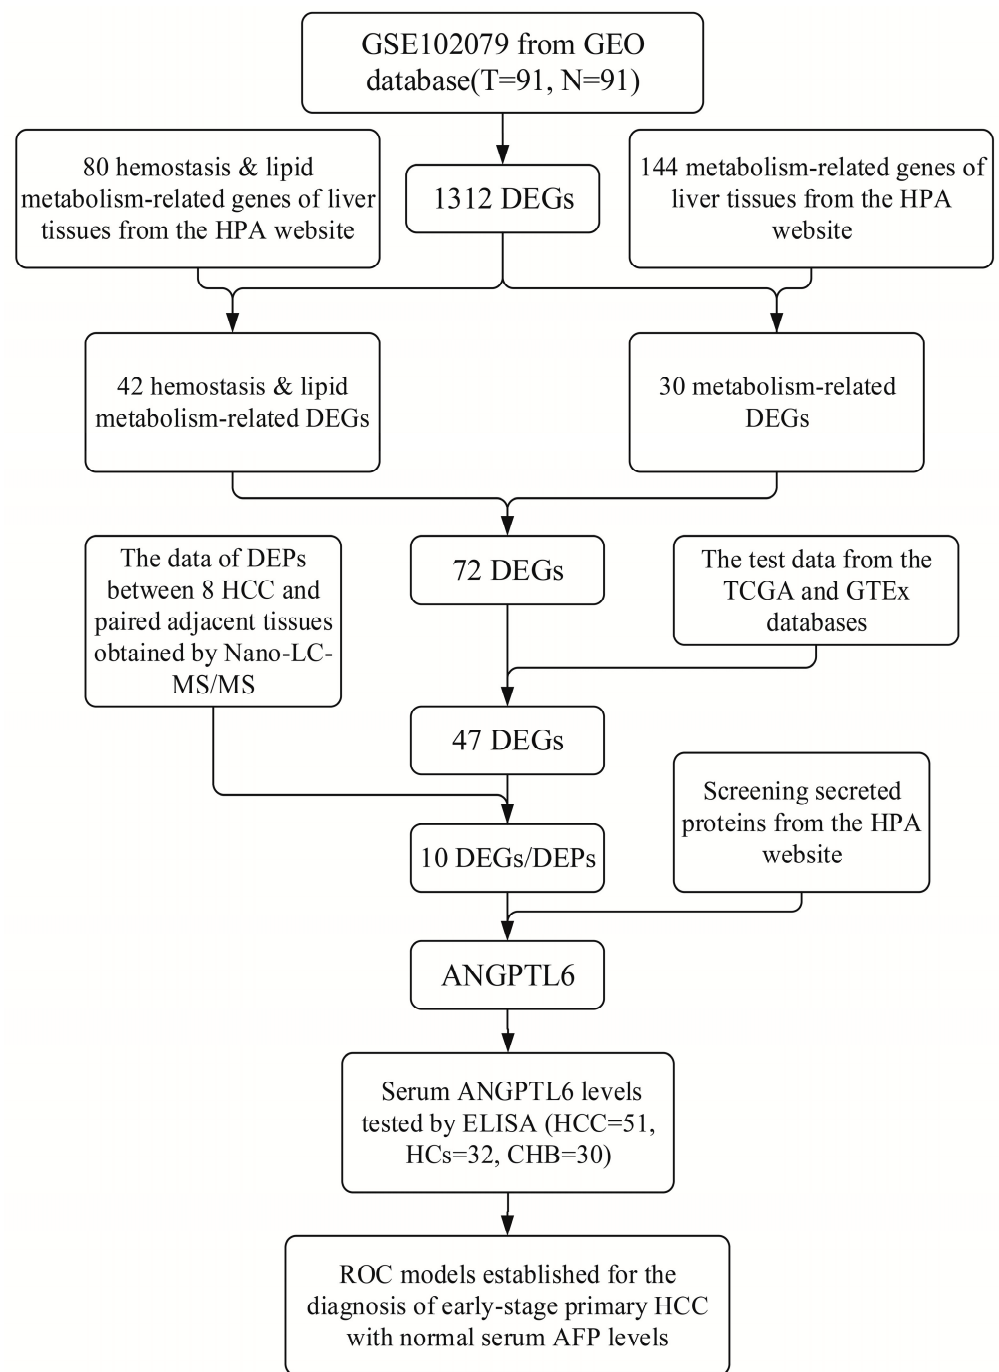 GSE102079 from GEO
database(T=91, N=91)
80 hemostasis & lipid
metabolism-related genes of liver
tissues from the HPA website
1312 DEGs
144 metabolism-related genes of
liver tissues from the HPA
website
42 hemostasis & lipid
metabolism-related DEGs
30 metabolism-related
DEGs
The data of DEPs
between 8 HCC and
paired adjacent tissues
obtained by Nano-LC-
MS/MS
72 DEGs
The test data from the
TCGA and GTEx
databases
47 DEGs
Screening secreted
proteins from the HPA
website
10 DEGs/DEPs
ANGPTL6
Serum ANGPTL6 levels
tested by ELISA (HCC=51,
HCs=32, CHB=30)
ROC models established for the
diagnosis of early-stage primary HCC
with normal serum AFP levels